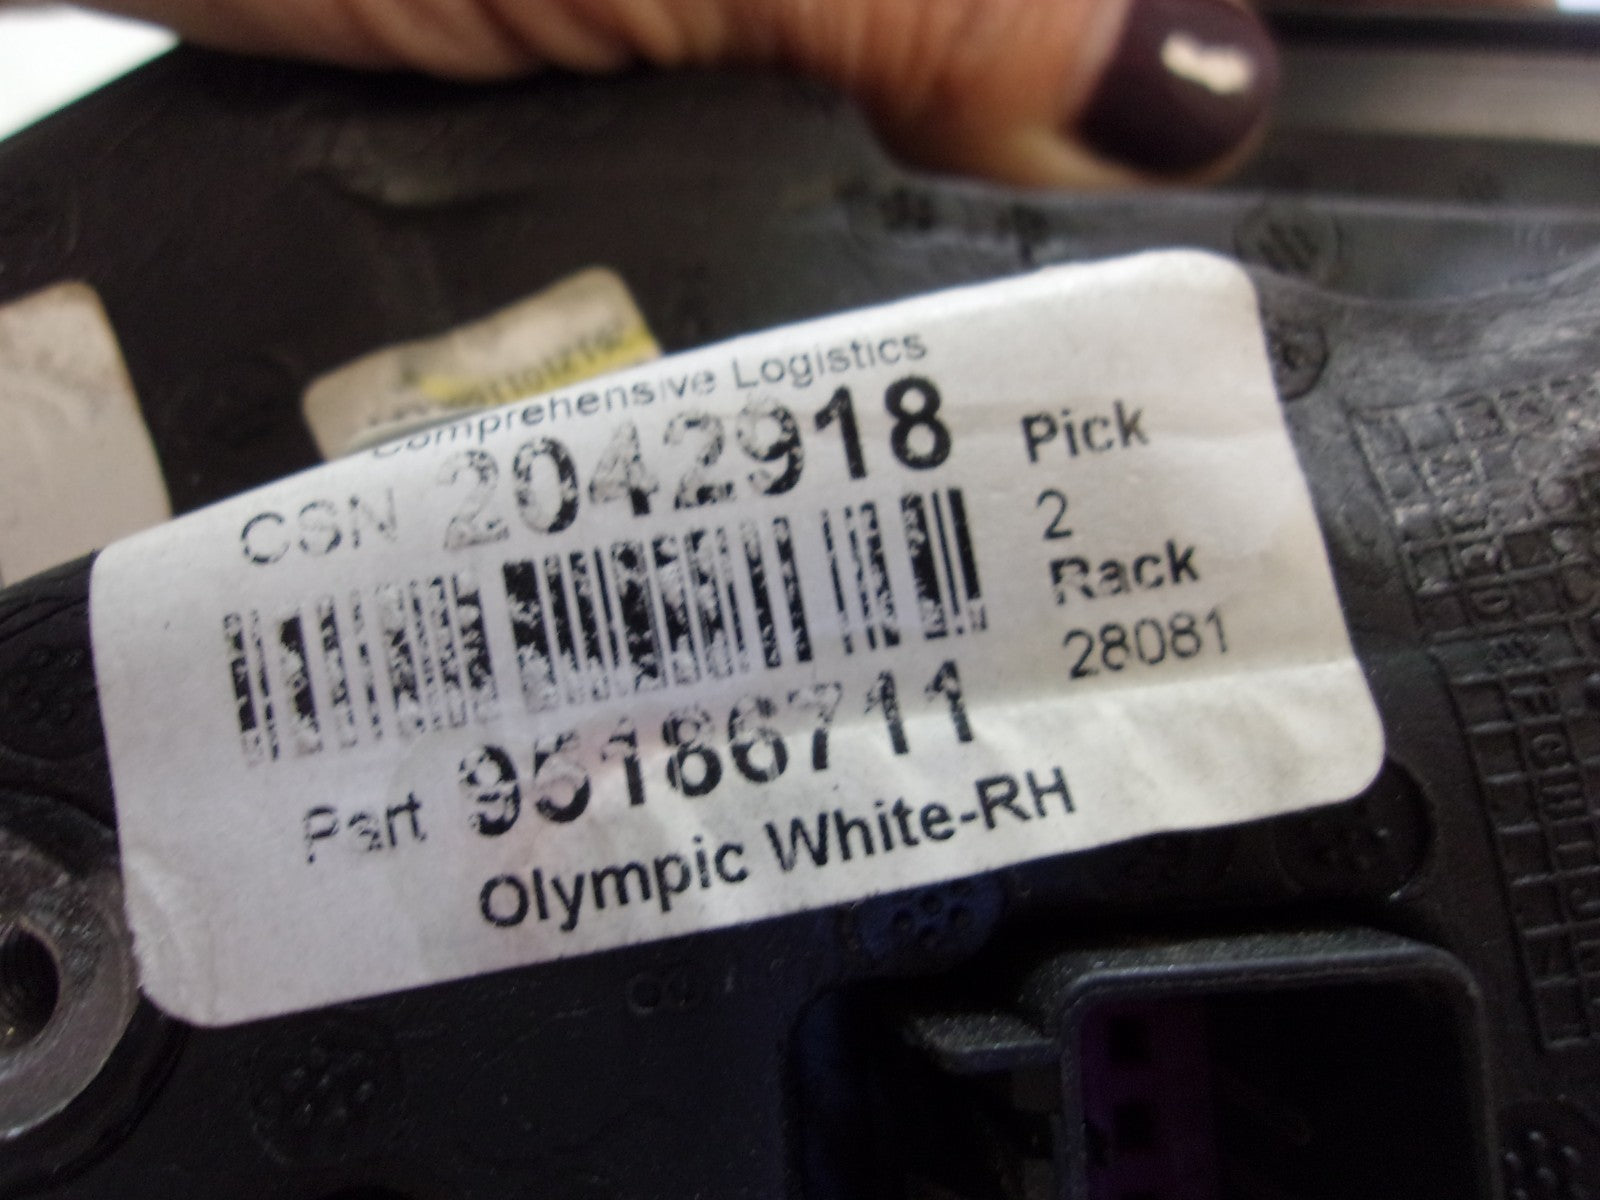 Comprehensive Logistics
CSN 2042918
Pick
2
Rack
28081
Part 95186711
Olympic White-RH